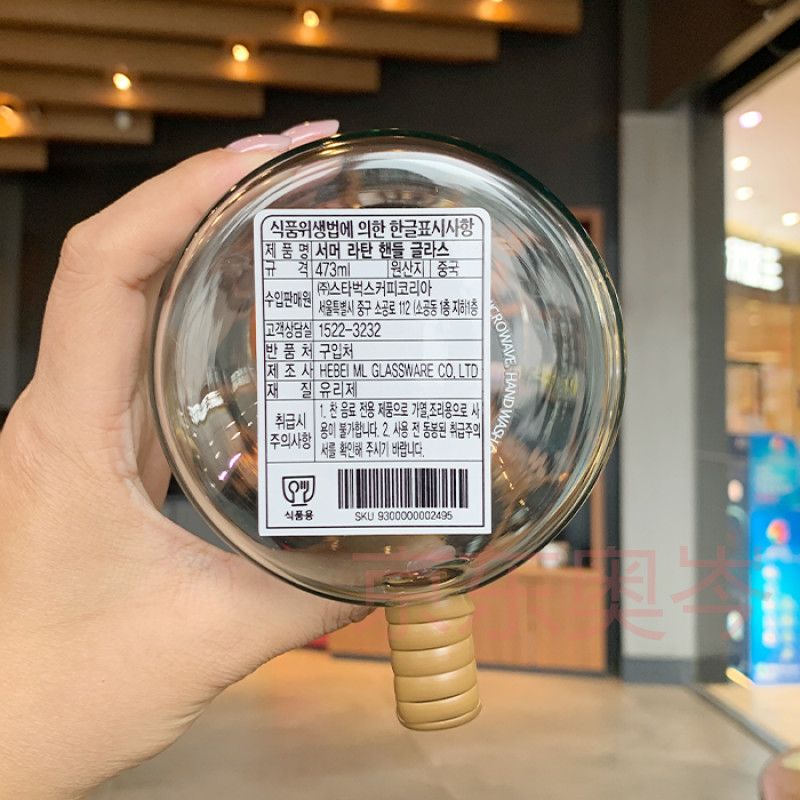 식품위생법에 의한 한글표시사항
제 품 명 서머 라탄 핸들 글라스
규 격 473ml 원산지 중국
수입판매원 ㈜스타벅스커피코리아
서울특별시 중구 소공로 112 (소공동 1층 지하1층
고객상담실 1522-3232
반 품 처 구입처
제 조 사 HEBEI ML GLASSWARE CO, LTD
재 질 유리제
취급시 주의사항 1. 찬 음료 전용 제품으로 가열,조리용으로 사
용이 불가합니다. 2. 사용 전 동봉된 취급주의
서를 확인해 주시기 바랍니다.
식품용
SKU 9300000002495
MICROWAVE, HANDWASH
京东奥岑